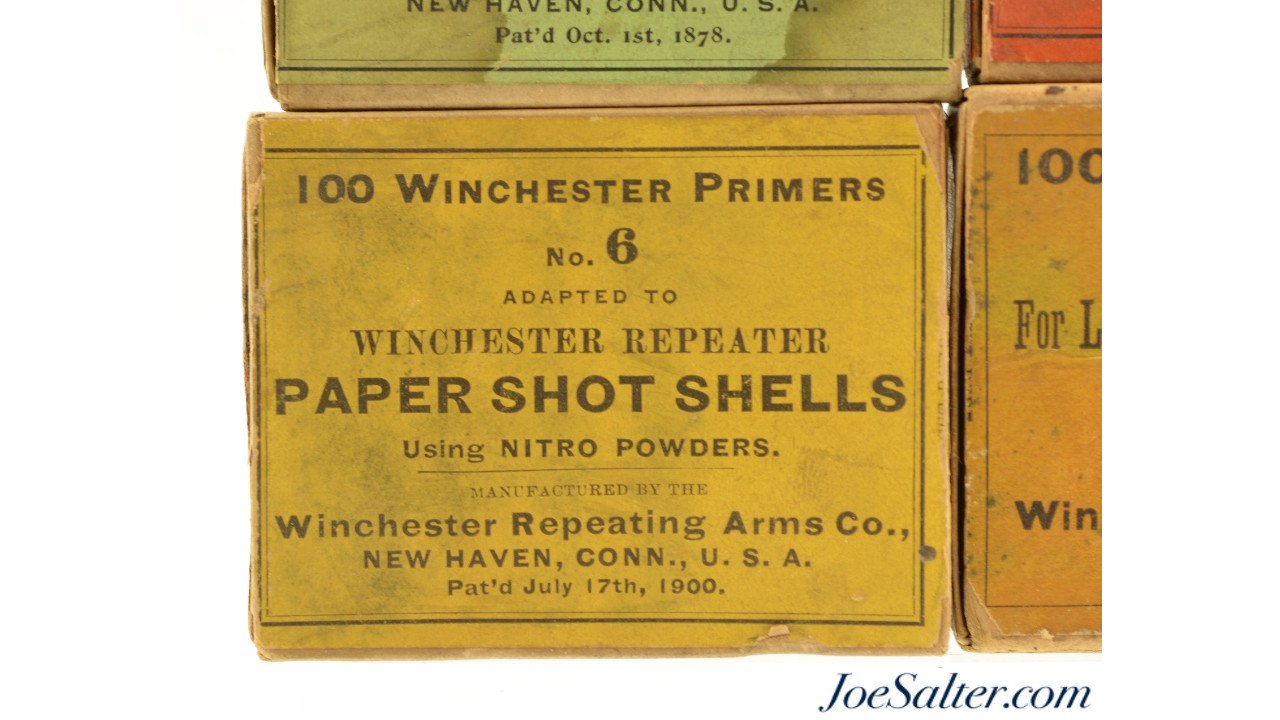 NEW HAVEN, CONN., U. S. A.
Pat'd Oct. 1st, 1878.
100 WINCHESTER PRIMERS
No. 6
ADAPTED TO
WINCHESTER REPEATER
PAPER SHOT SHELLS
Using NITRO POWDERS.
MANUFACTURED BY THE
Winchester Repeating Arms Co.,
NEW HAVEN, CONN., U. S. A.
Pat'd July 17th, 1900.
100
For L
Win
JoeSalter.com